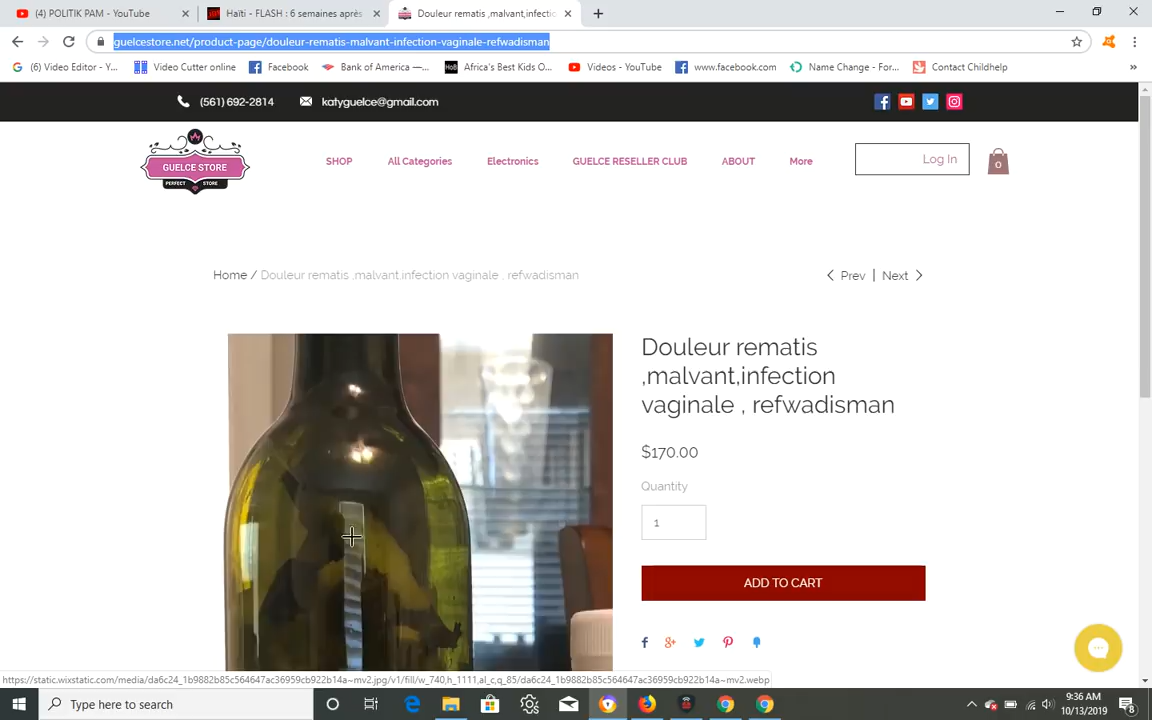 (4) POLITIK PAM - YouTube
Haïti - FLASH : 6 semaines après
Douleur rematis ,malvant,infectio
guelcestore.net/product-page/douleur-rematis-malvant-infection-vaginale-refwadisman
(6) Video Editor - Y...
Video Cutter online
Facebook
Bank of America —...
HoB
Africa's Best Kids O...
Videos - YouTube
www.facebook.com
Name Change - For...
Contact Childhelp
»
(561) 692-2814
katyguelce@gmail.com
GUELCE STORE
PERFECT STORE
SHOP
All Categories
Electronics
GUELCE RESELLER CLUB
ABOUT
More
Log In
0
Home / Douleur rematis ,malvant,infection vaginale , refwadisman
Prev | Next
Douleur rematis
,malvant,infection
vaginale , refwadisman
$170.00
Quantity
1
ADD TO CART
https://static.wixstatic.com/media/da6c24_1b9882b85c564647ac36959cb922b14a~mv2.jpg/v1/fill/w_740,h_1111,al_c,q_85/da6c24_1b9882b85c564647ac36959cb922b14a~mv2.webp
Type here to search
9:36 AM
10/13/2019
8